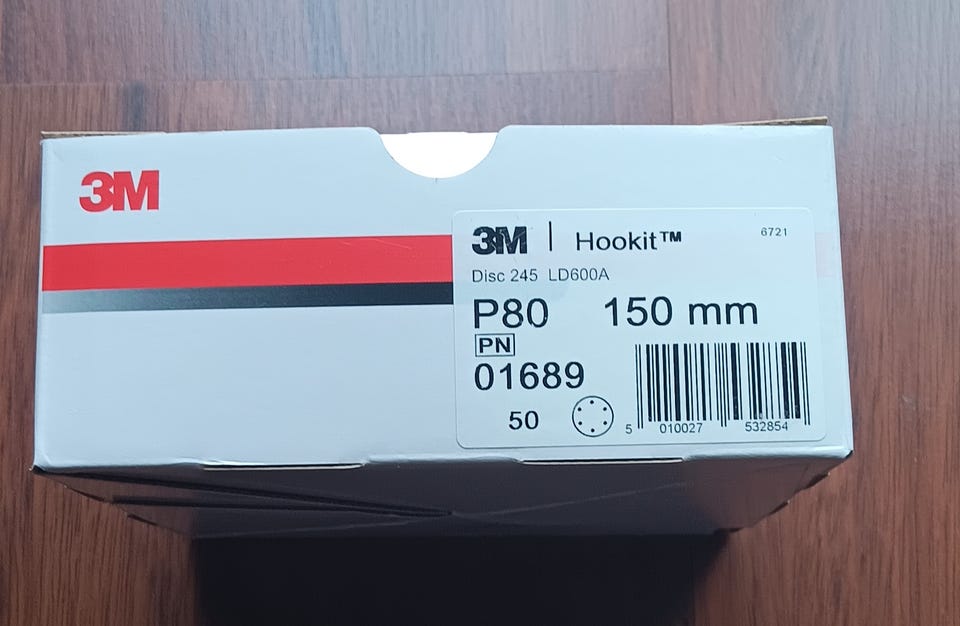 3M
3M | Hookit™ 6721
Disc 245 LD600A
P80 150 mm
PN
01689
50
5 010027 532854